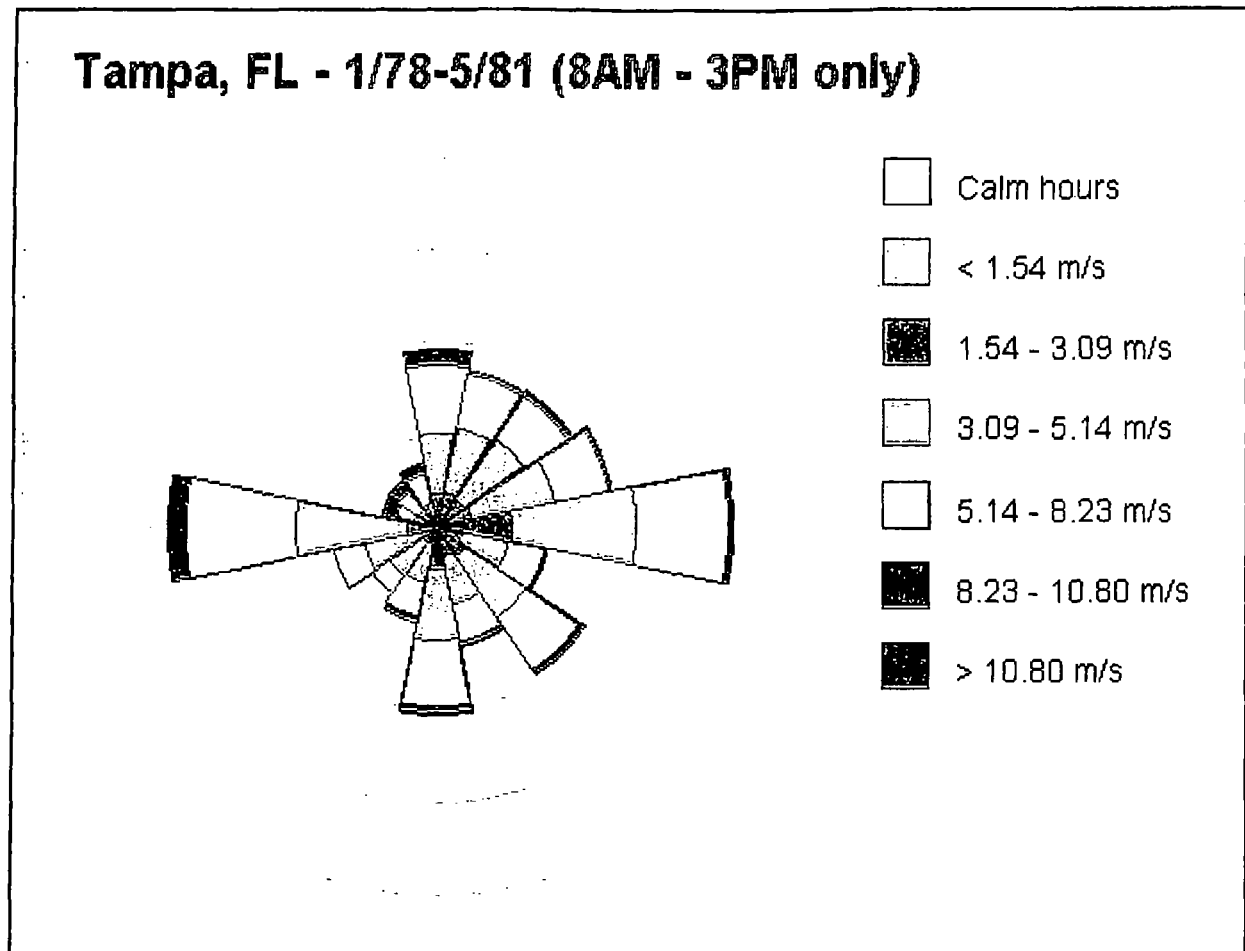 Tampa, FL - 1/78-5/81 (8AM - 3PM only)
Calm hours
< 1.54 m/s
1.54 - 3.09 m/s
3.09 - 5.14 m/s
5.14 - 8.23 m/s
8.23 - 10.80 m/s
> 10.80 m/s